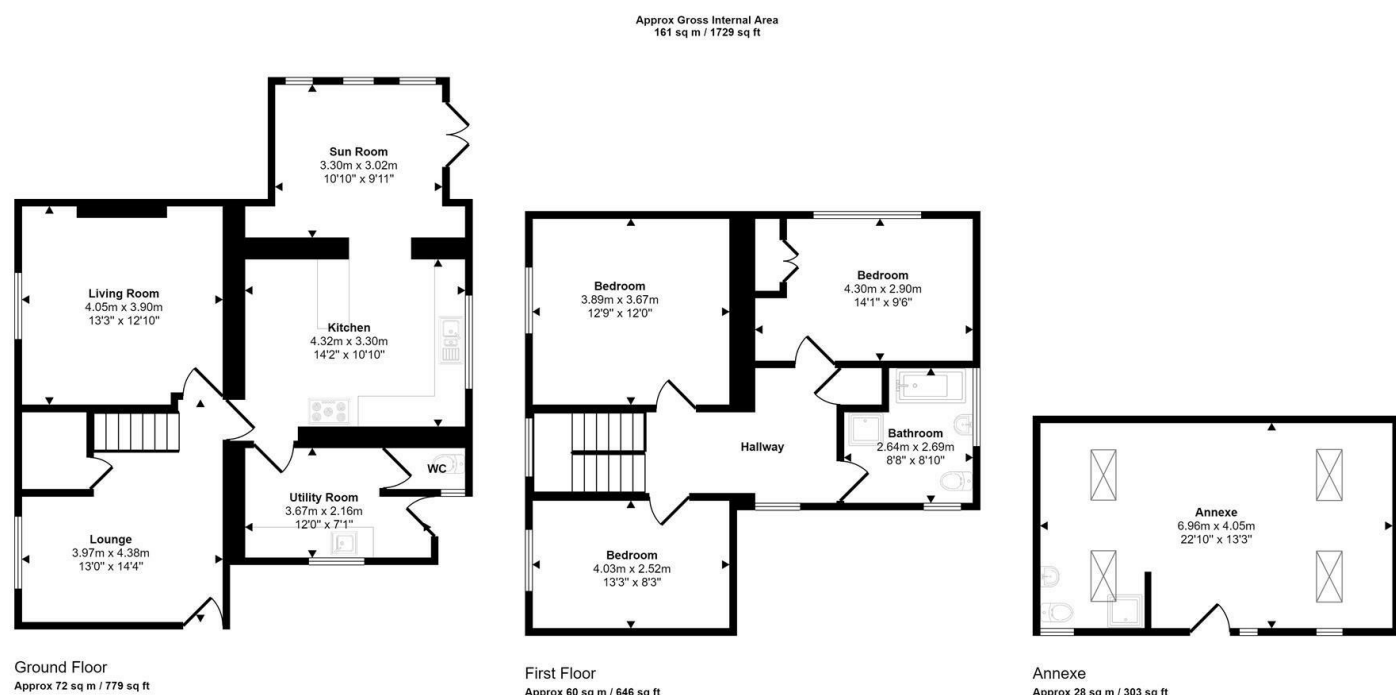 Approx Gross Internal Area
161 sq m / 1729 sq ft
Sun Room
3.30m x 3.02m
10'10" x 9'11"
Living Room
4.05m x 3.90m
13'3" x 12'10"
Kitchen
4.32m x 3.30m
14'2" x 10'10"
WC
Utility Room
3.67m x 2.16m
12'0" x 7'1"
Lounge
3.97m x 4.38m
13'0" x 14'4"
Ground Floor
Approx 72 sq m / 779 sq ft
Bedroom
3.89m x 3.67m
12'9" x 12'0"
Bedroom
4.30m x 2.90m
14'1" x 9'6"
Hallway
Bathroom
2.64m x 2.69m
8'8" x 8'10"
Bedroom
4.03m x 2.52m
13'3" x 8'3"
First Floor
Approx 60 sq m / 646 sq ft
Annexe
6.96m x 4.05m
22'10" x 13'3"
Annexe
Approx 28 sq m / 303 sq ft